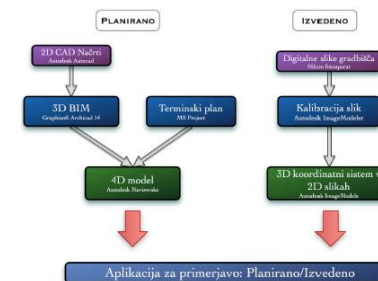 PLANIRANO
IZVEDENO
2D CAD Načrti
Autodesk Autocad
Digitalne slike gradbišča
Nikon fotoaparat
3D BIM
Graphisoft Archicad 14
Terminski plan
MS Project
Kalibracija slik
Autodesk ImageModeler
4D model
Autodesk Naviswoks
3D koordinatni sistem v
2D slikah
Autodesk ImageModele
Aplikacija za primerjavo: Planirano/Izvedeno